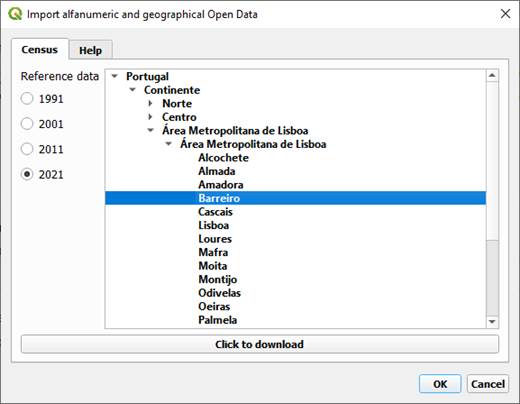 Import alfanumeric and geographical Open Data
Census
Help
Reference data
1991
2001
2011
2021
Portugal
Continente
Norte
Centro
Área Metropolitana de Lisboa
Área Metropolitana de Lisboa
Alcochete
Almada
Amadora
Barreiro
Cascais
Lisboa
Loures
Mafra
Moita
Montijo
Odivelas
Oeiras
Palmela
Click to download
OK
Cancel